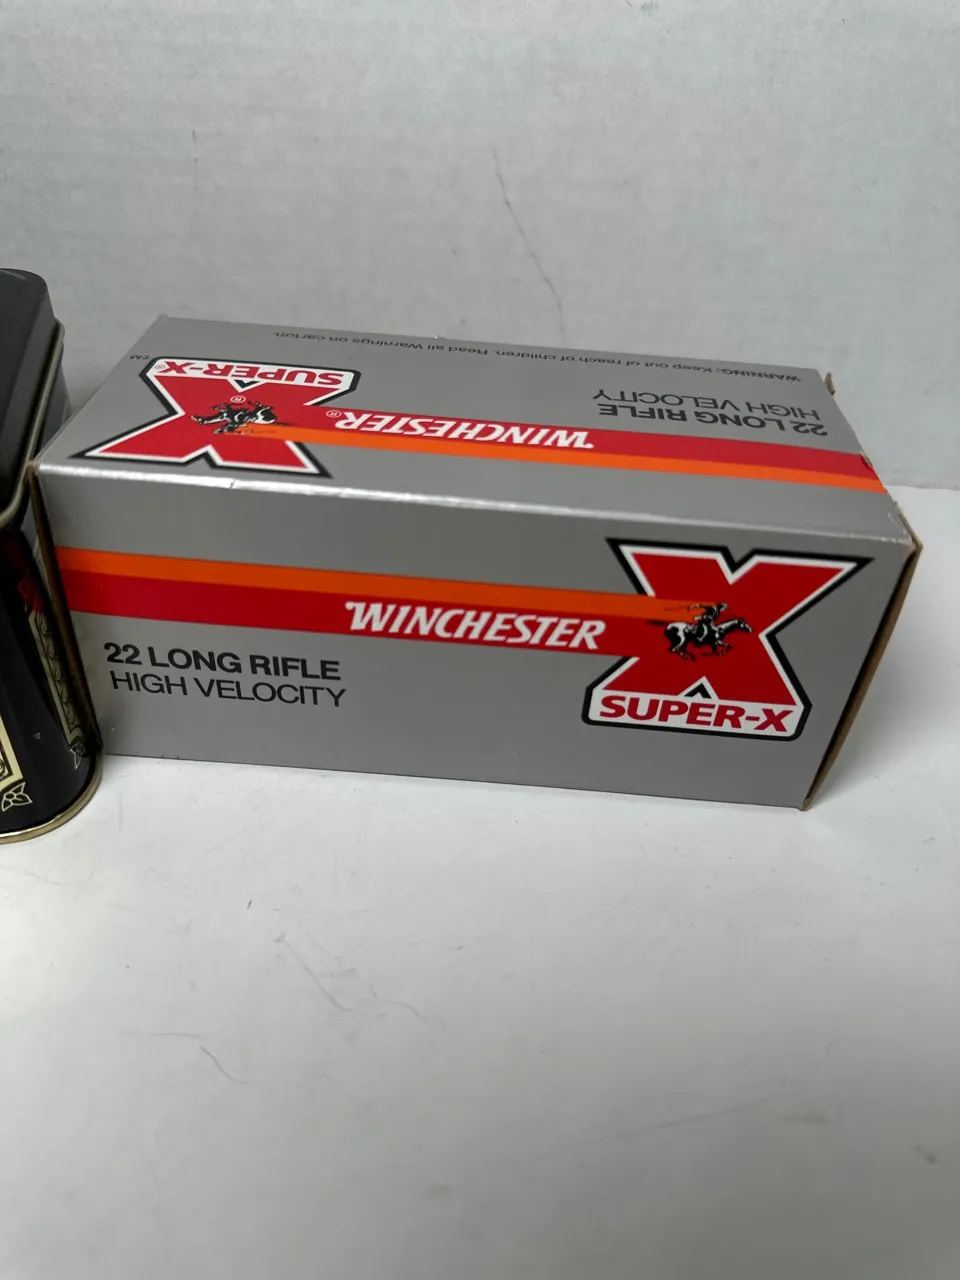 WARNING: Keep out of reach of children. Read all Warnings on carton.
22 LONG RIFLE
HIGH VELOCITY
WINCHESTER®
®
SUPER-X®
TM
WINCHESTER
22 LONG RIFLE
HIGH VELOCITY
SUPER-X